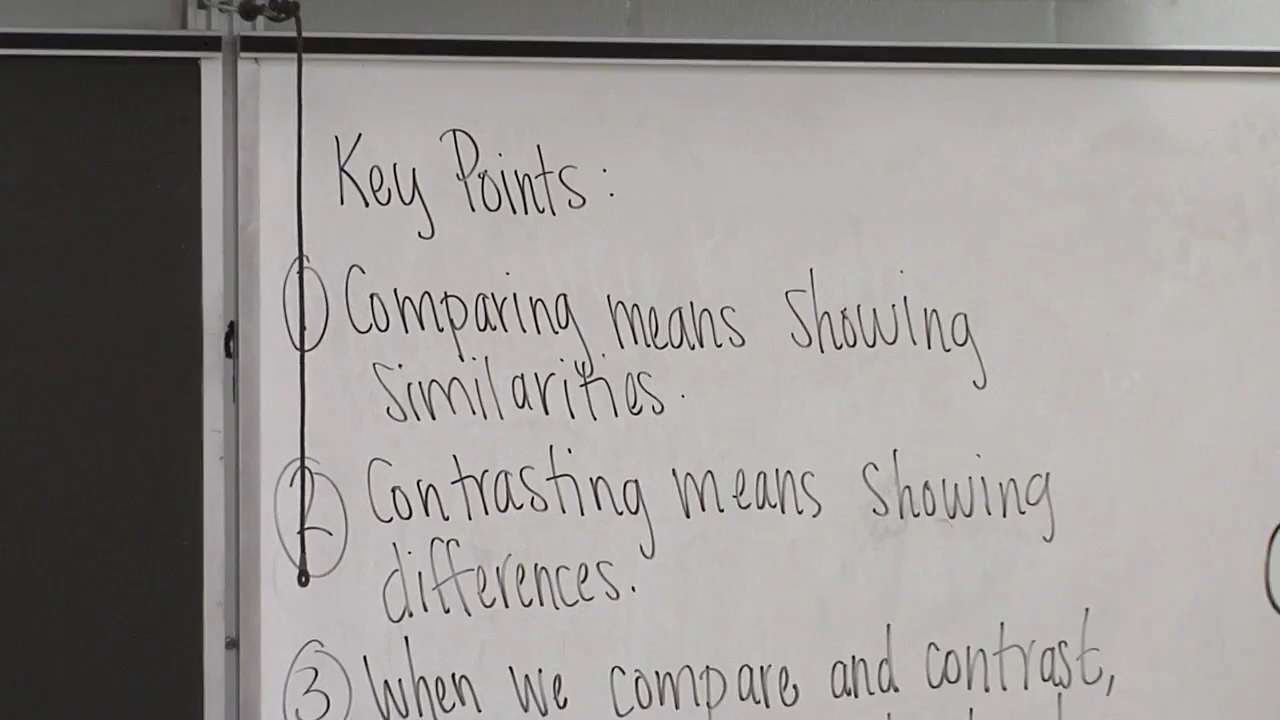 Key Points:
① Comparing means showing
similarities.
② Contrasting means showing
differences.
③ When we compare and contrast,